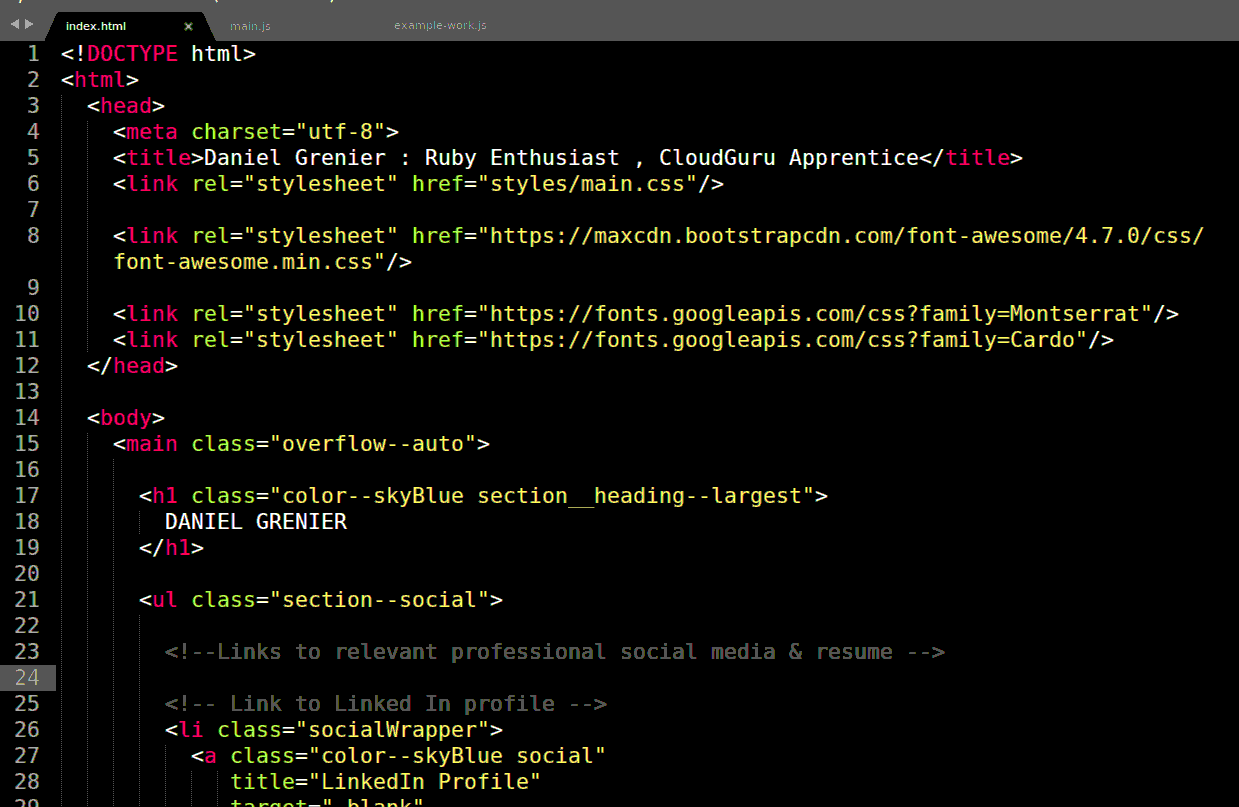 index.html × main.js example-work.js
1 <!DOCTYPE html>
2 <html>
3 <head>
4 <meta charset="utf-8">
5 <title>Daniel Grenier : Ruby Enthusiast , CloudGuru Apprentice</title>
6 <link rel="stylesheet" href="styles/main.css"/>
7
8 <link rel="stylesheet" href="https://maxcdn.bootstrapcdn.com/font-awesome/4.7.0/css/
font-awesome.min.css"/>
9
10 <link rel="stylesheet" href="https://fonts.googleapis.com/css?family=Montserrat"/>
11 <link rel="stylesheet" href="https://fonts.googleapis.com/css?family=Cardo"/>
12 </head>
13
14 <body>
15 <main class="overflow--auto">
16
17 <h1 class="color--skyBlue section__heading--largest">
18 DANIEL GRENIER
19 </h1>
20
21 <ul class="section--social">
22
23 <!--Links to relevant professional social media & resume -->
24
25 <!-- Link to Linked In profile -->
26 <li class="socialWrapper">
27 <a class="color--skyBlue social"
28 title="LinkedIn Profile"
29 target="_blank"